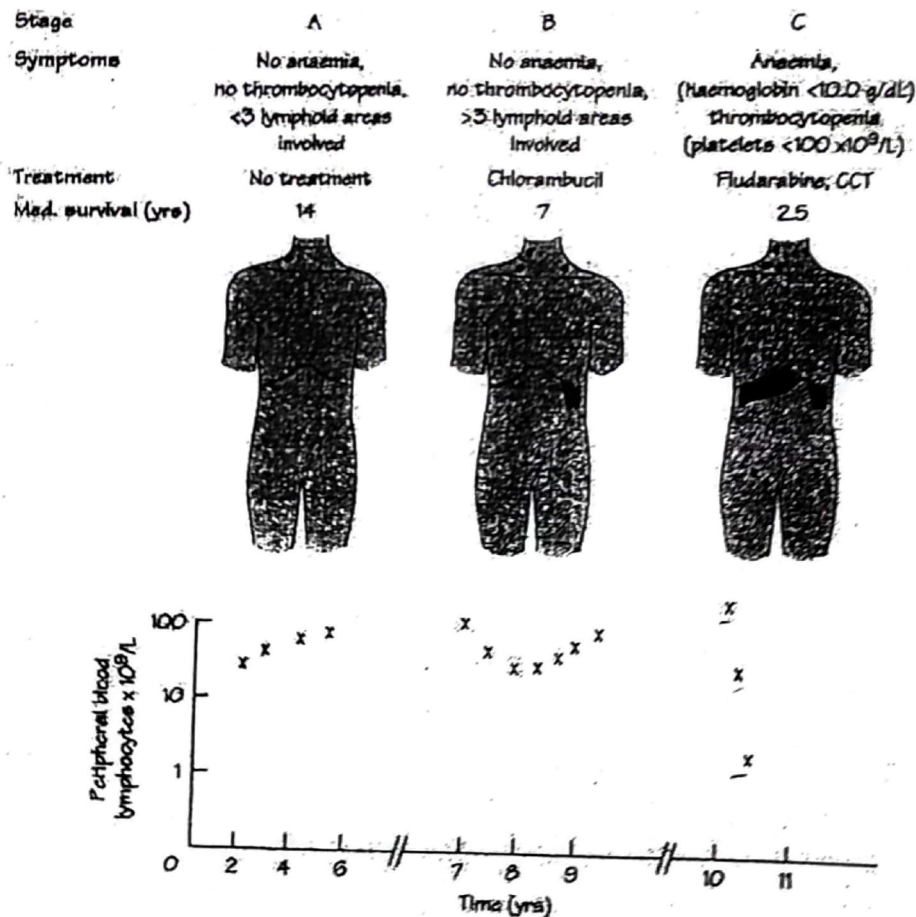 Stage A B C
Symptoms No anaemia, No anaemia, Anaemia,
no thrombocytopenia, no thrombocytopenia, (haemoglobin <10.0 g/dL)
<3 lymphoid areas >3 lymphoid areas thrombocytopenia
involved involved (platelets <100 x10⁹/L)
Treatment No treatment Chlorambucil Fludarabine, CCT
Med. survival (yrs) 14 7 2.5
Peripheral blood
lymphocytes x 10⁹/L
100
10
1
0 2 4 6 7 8 9 10 11
Time (yrs)